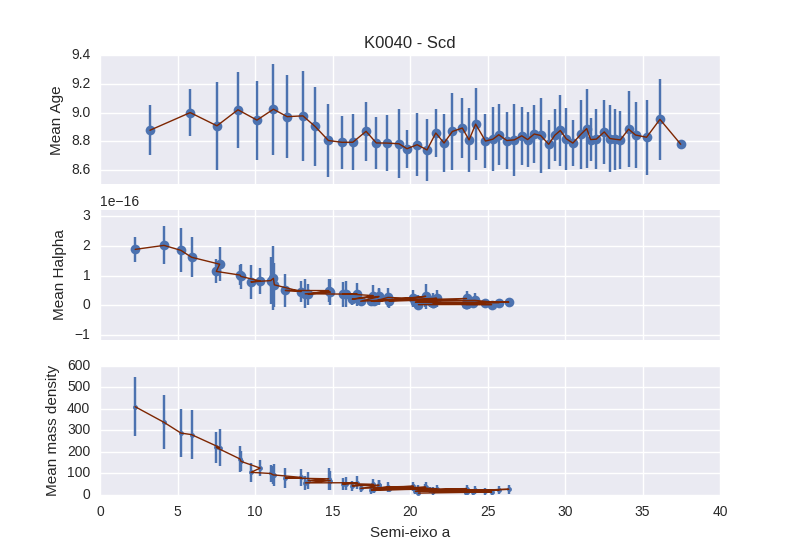 K0040 - Scd
9.4
9.2
9.0
8.8
8.6
Mean Age
1e−16
3
2
1
0
−1
Mean Halpha
600
500
400
300
200
100
0
Mean mass density
0 5 10 15 20 25 30 35 40
Semi-eixo a